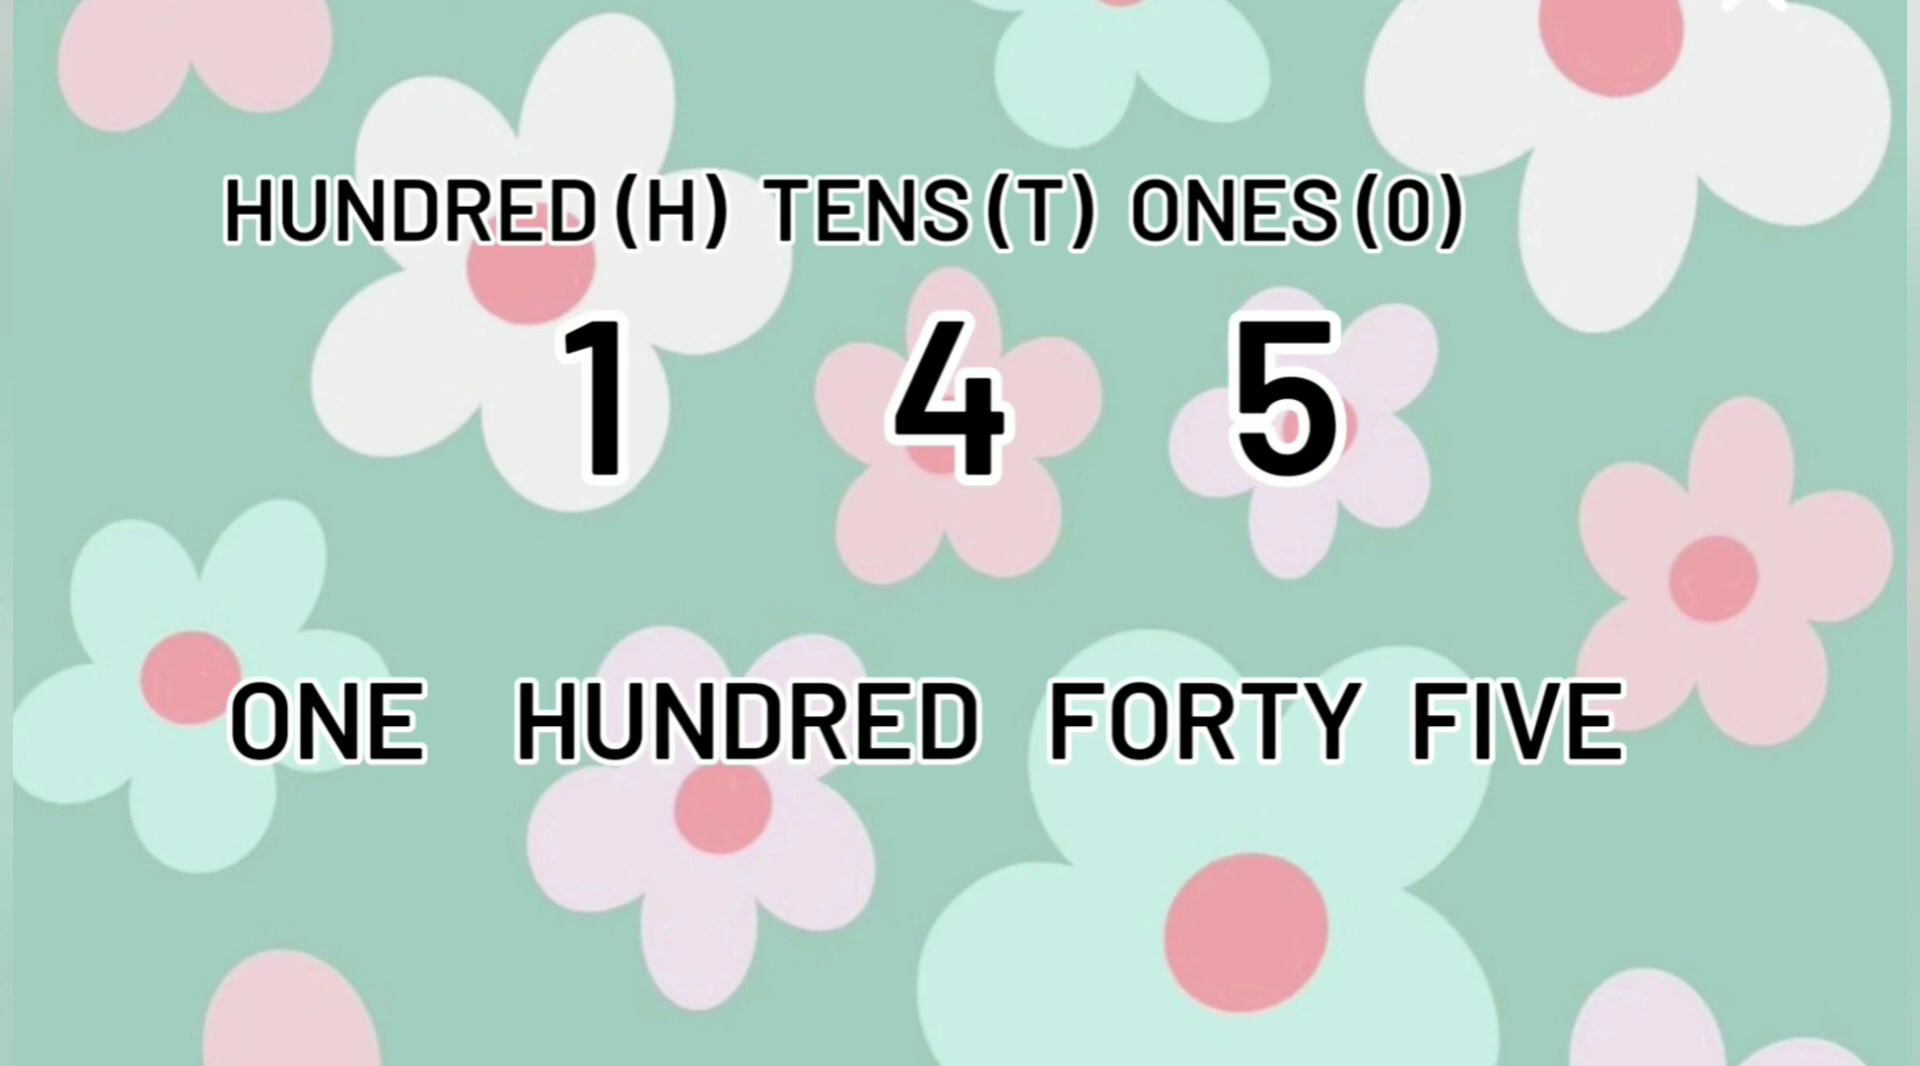 HUNDRED (H) TENS (T) ONES (O)
1 4 5
ONE HUNDRED FORTY FIVE